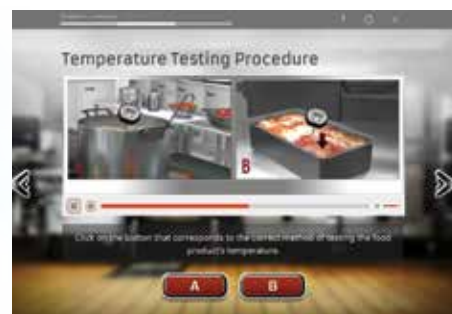 Temperature Testing Procedure
B
Click on the button that corresponds to the correct method of testing the food
product's temperature.
A B